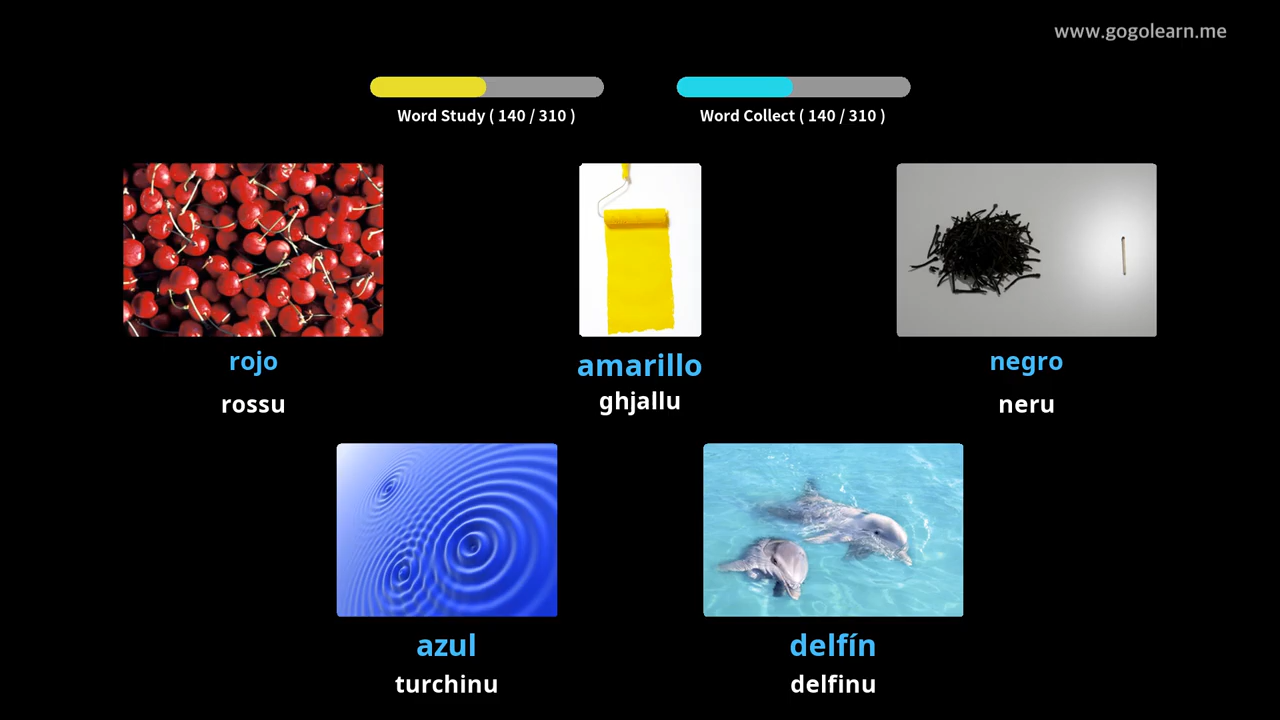 www.gogolearn.me
Word Study ( 140 / 310 )
Word Collect ( 140 / 310 )
rojo
rossu
amarillo
ghjallu
negro
neru
azul
turchinu
delfín
delfinu